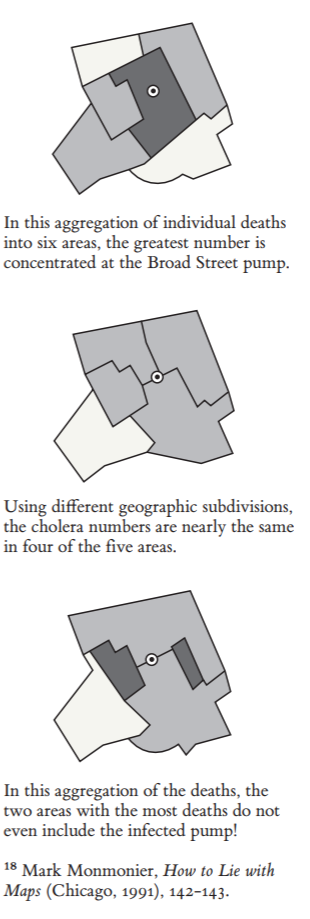 In this aggregation of individual deaths
into six areas, the greatest number is
concentrated at the Broad Street pump.
Using different geographic subdivisions,
the cholera numbers are nearly the same
in four of the five areas.
In this aggregation of the deaths, the
two areas with the most deaths do not
even include the infected pump!
18 Mark Monmonier, How to Lie with
Maps (Chicago, 1991), 142-143.